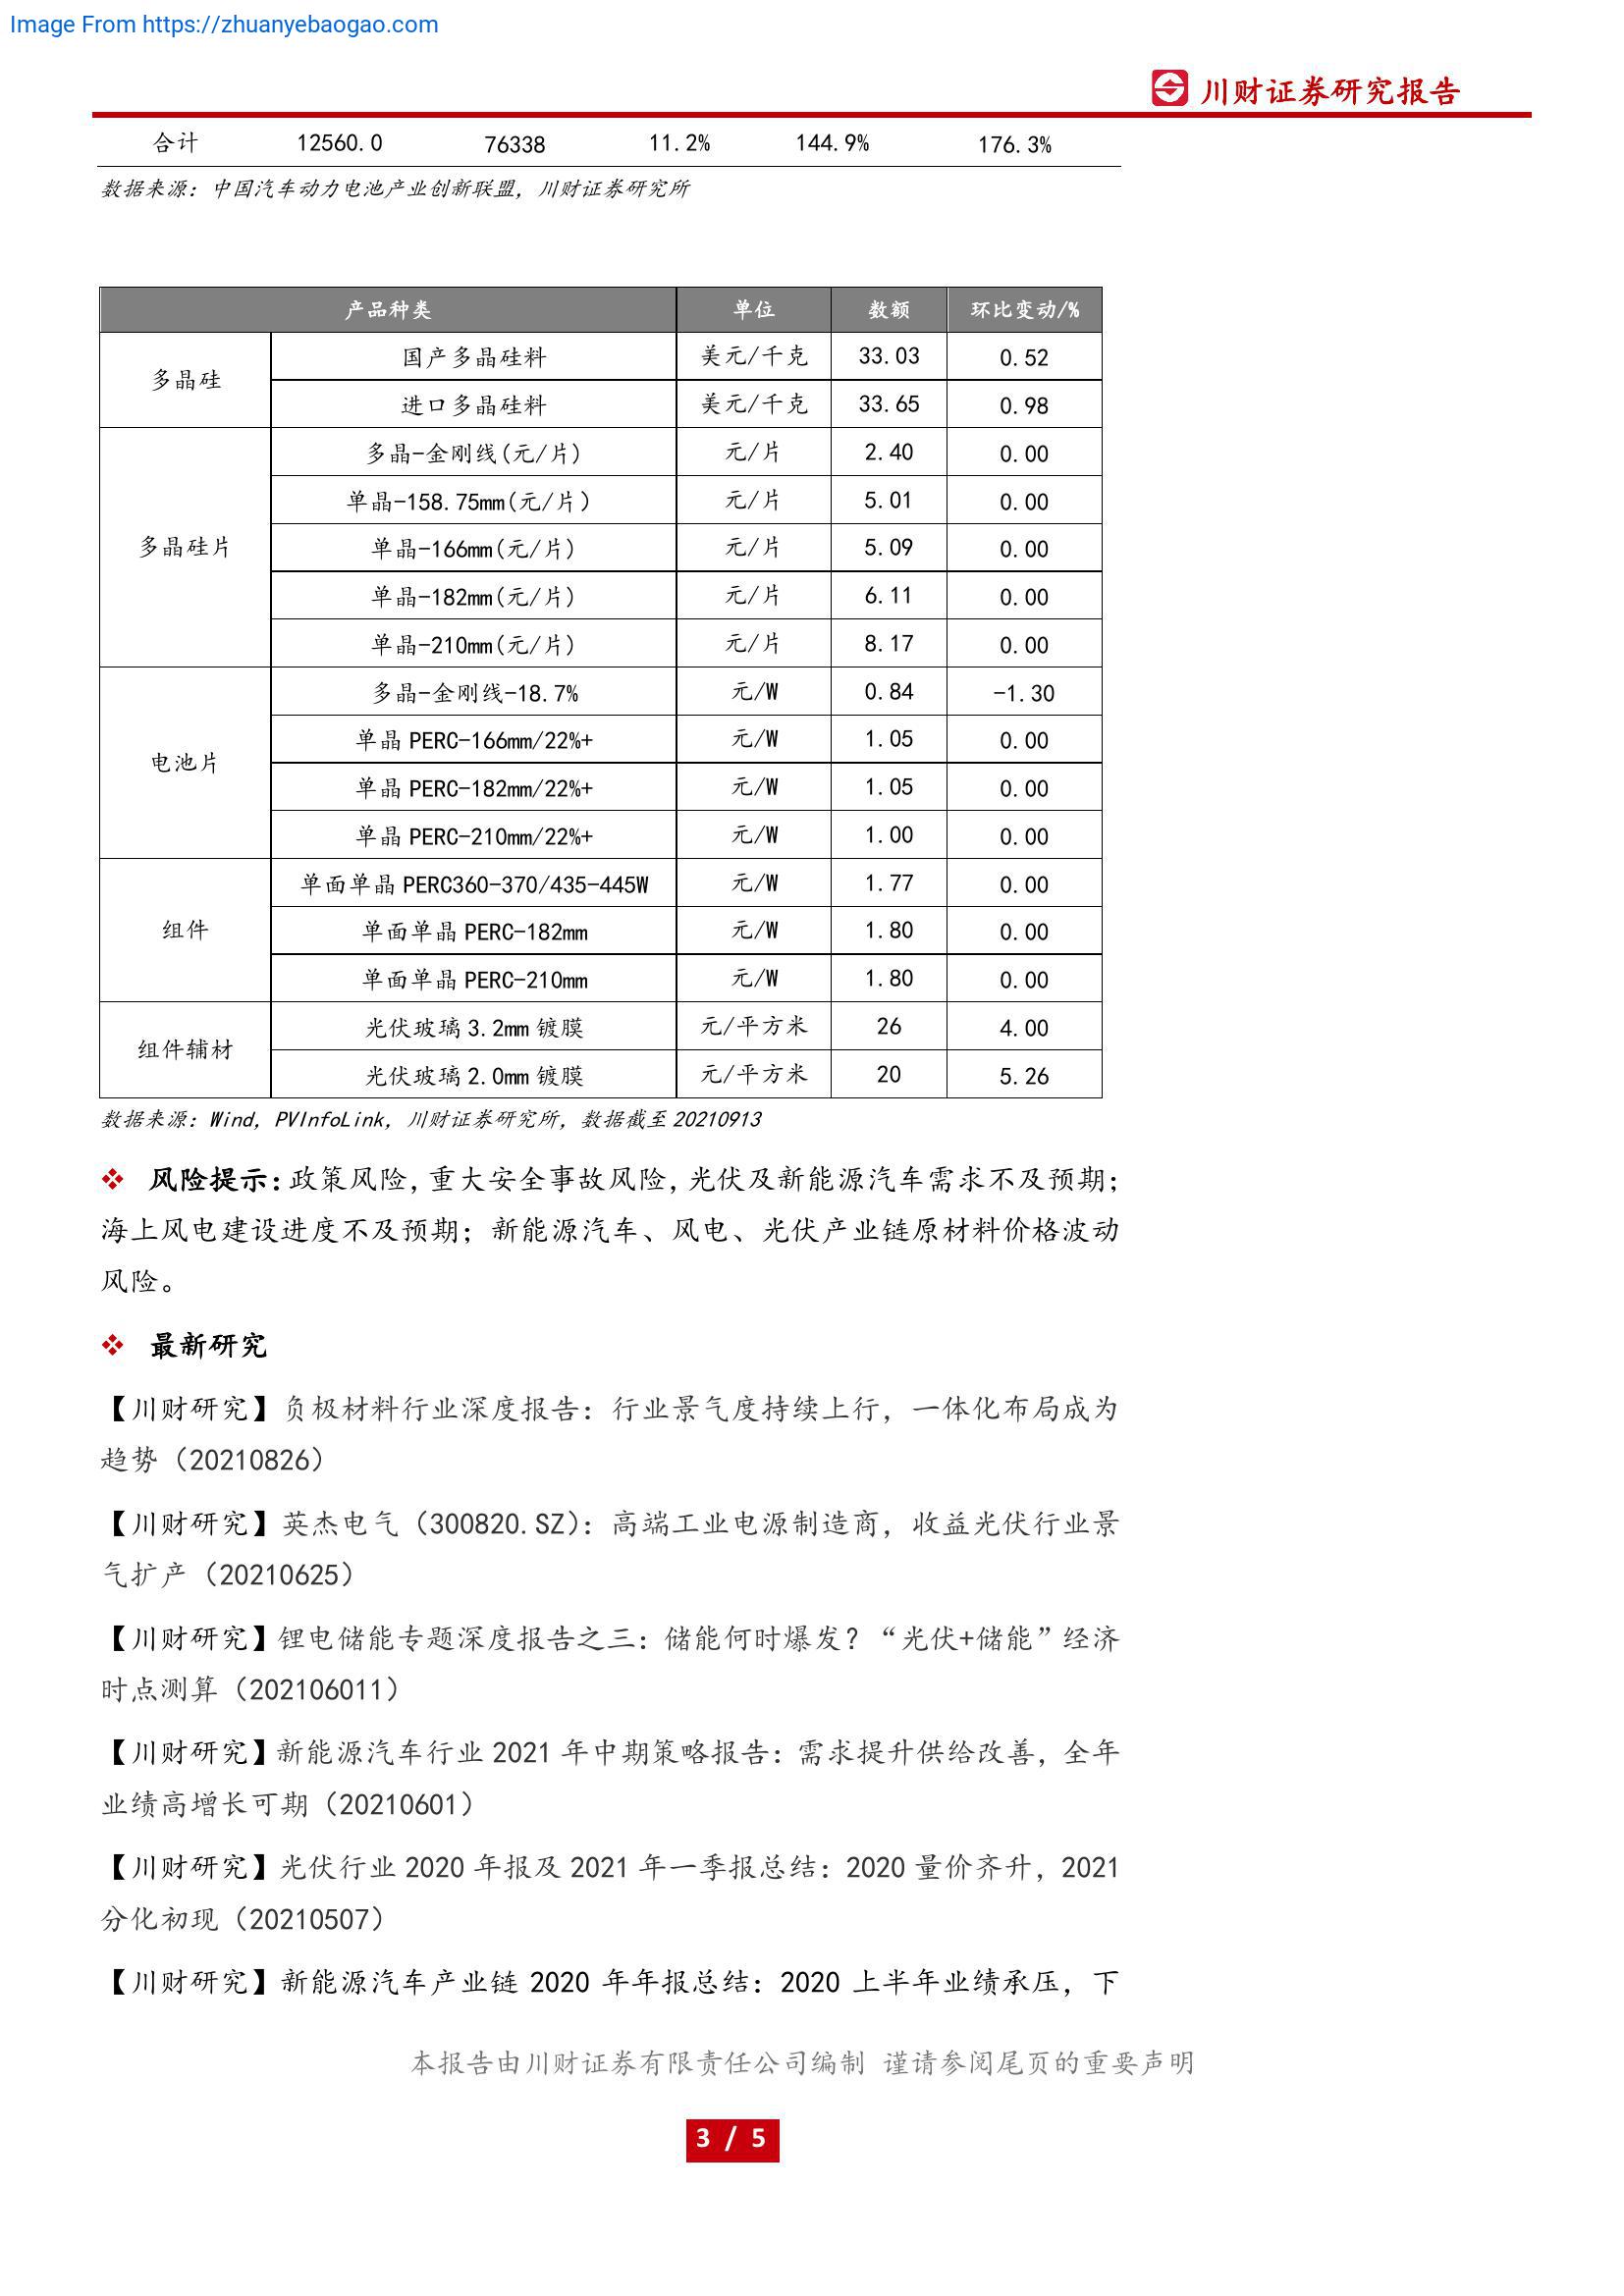 Image From https://zhuanyebaogao.com
川财证券研究报告
合计 12560.0 76338 11.2% 144.9% 176.3%
数据来源：中国汽车动力电池产业创新联盟，川财证券研究所
产品种类 单位 数额 环比变动/%
多晶硅 国产多晶硅料 美元/千克 33.03 0.52
进口多晶硅料 美元/千克 33.65 0.98
多晶硅片 多晶-金刚线(元/片) 元/片 2.40 0.00
单晶-158.75mm(元/片) 元/片 5.01 0.00
单晶-166mm(元/片) 元/片 5.09 0.00
单晶-182mm(元/片) 元/片 6.11 0.00
单晶-210mm(元/片) 元/片 8.17 0.00
电池片 多晶-金刚线-18.7% 元/W 0.84 -1.30
单晶 PERC-166mm/22%+ 元/W 1.05 0.00
单晶 PERC-182mm/22%+ 元/W 1.05 0.00
单晶 PERC-210mm/22%+ 元/W 1.00 0.00
组件 单面单晶 PERC360-370/435-445W 元/W 1.77 0.00
单面单晶 PERC-182mm 元/W 1.80 0.00
单面单晶 PERC-210mm 元/W 1.80 0.00
组件辅材 光伏玻璃 3.2mm 镀膜 元/平方米 26 4.00
光伏玻璃 2.0mm 镀膜 元/平方米 20 5.26
数据来源：Wind，PVInfoLink，川财证券研究所，数据截至 20210913
❖ 风险提示：政策风险，重大安全事故风险，光伏及新能源汽车需求不及预期；
海上风电建设进度不及预期；新能源汽车、风电、光伏产业链原材料价格波动
风险。
❖ 最新研究
【川财研究】负极材料行业深度报告：行业景气度持续上行，一体化布局成为
趋势（20210826）
【川财研究】英杰电气（300820.SZ）：高端工业电源制造商，收益光伏行业景
气扩产（20210625）
【川财研究】锂电储能专题深度报告之三：储能何时爆发？“光伏+储能”经济
时点测算（202106011）
【川财研究】新能源汽车行业 2021 年中期策略报告：需求提升供给改善，全年
业绩高增长可期（20210601）
【川财研究】光伏行业 2020 年报及 2021 年一季报总结：2020 量价齐升，2021
分化初现（20210507）
【川财研究】新能源汽车产业链 2020 年年报总结：2020 上半年业绩承压，下
本报告由川财证券有限责任公司编制 谨请参阅尾页的重要声明
3 / 5